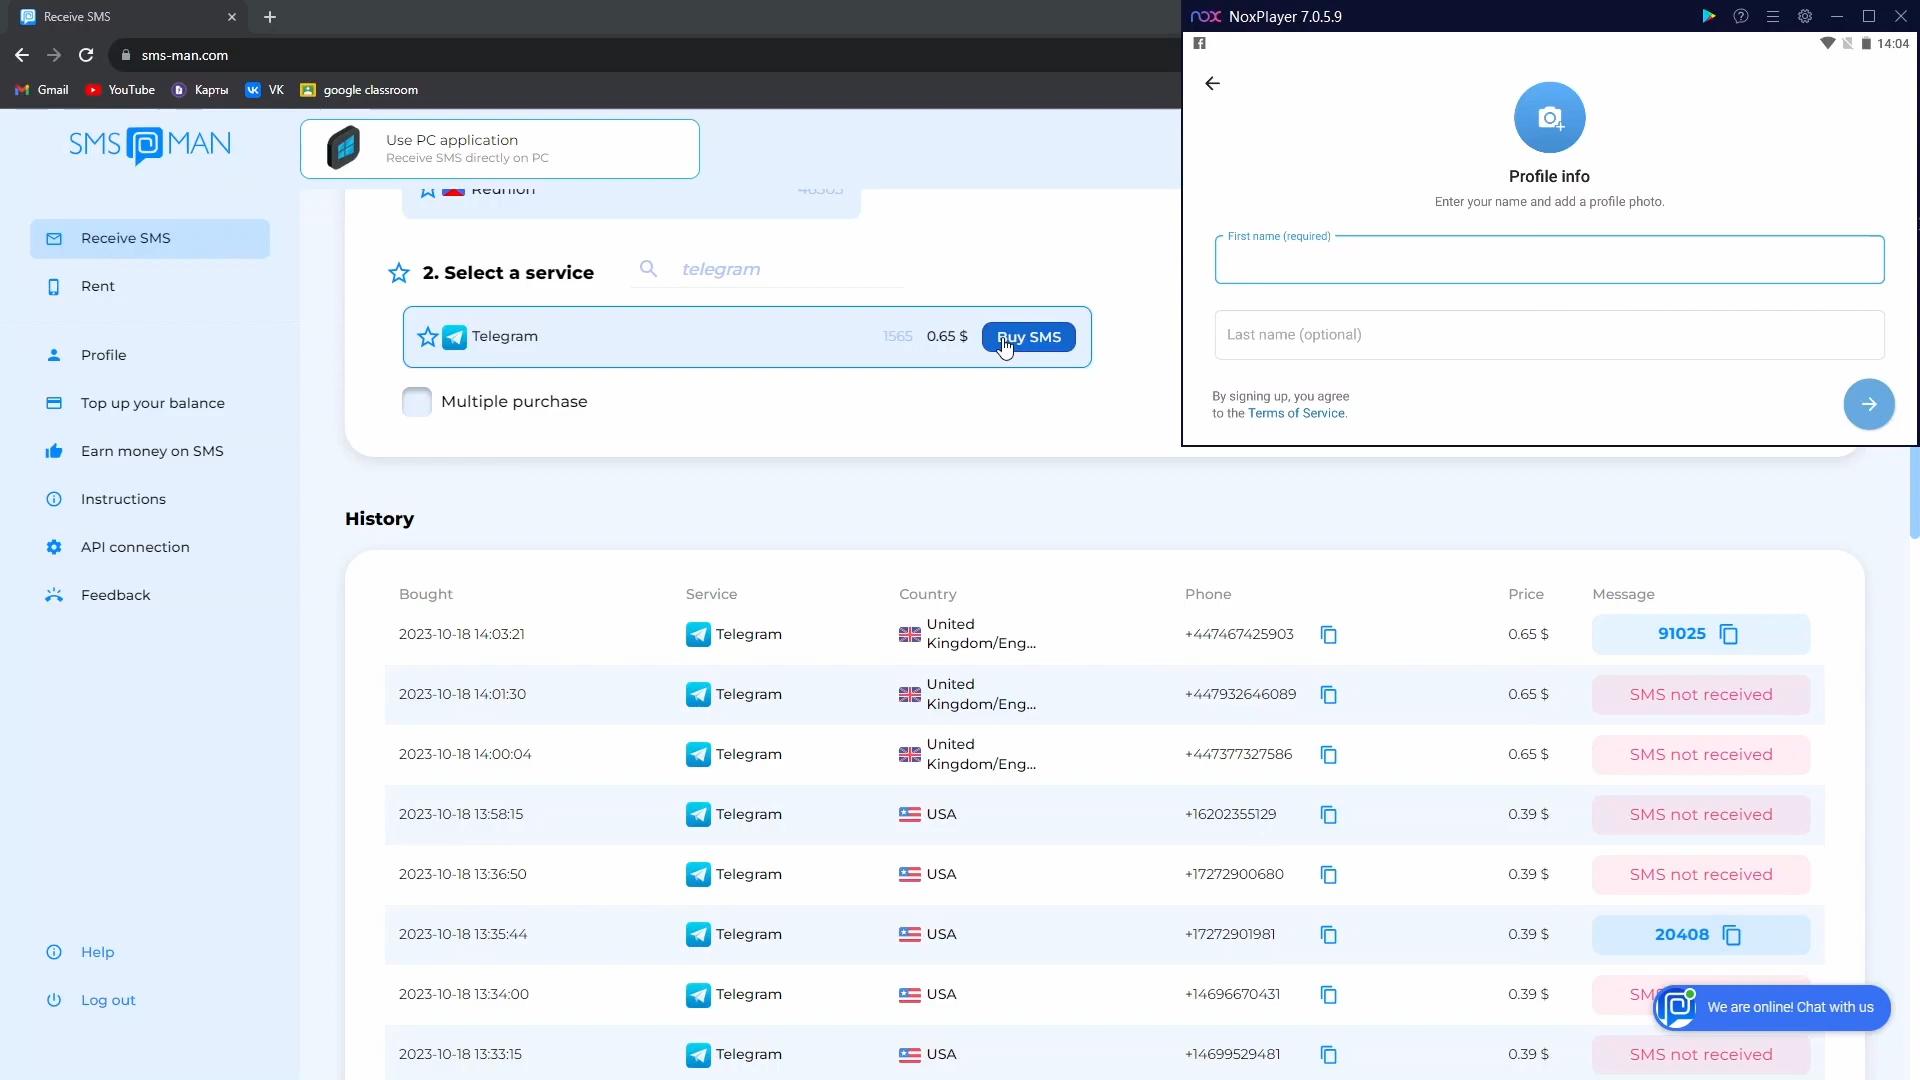 Receive SMS
sms-man.com
Gmail
YouTube
Карты
VK
google classroom
nox NoxPlayer 7.0.5.9
14:04
Profile info
Enter your name and add a profile photo.
First name (required)
Last name (optional)
By signing up, you agree
to the Terms of Service.
SMS MAN
Use PC application
Receive SMS directly on PC
Receive SMS
Rent
Profile
Top up your balance
Earn money on SMS
Instructions
API connection
Feedback
Help
Log out
Reunion 46505
2. Select a service
telegram
Telegram 1565 0.65 $ Buy SMS
Multiple purchase
History
Bought Service Country Phone Price Message
2023-10-18 14:03:21 Telegram United Kingdom/Eng... +447467425903 0.65 $ 91025
2023-10-18 14:01:30 Telegram United Kingdom/Eng... +447932646089 0.65 $ SMS not received
2023-10-18 14:00:04 Telegram United Kingdom/Eng... +447377327586 0.65 $ SMS not received
2023-10-18 13:58:15 Telegram USA +16202355129 0.39 $ SMS not received
2023-10-18 13:36:50 Telegram USA +17272900680 0.39 $ SMS not received
2023-10-18 13:35:44 Telegram USA +17272901981 0.39 $ 20408
2023-10-18 13:34:00 Telegram USA +14696670431 0.39 $ SM
2023-10-18 13:33:15 Telegram USA +14699529481 0.39 $ SMS not received
We are online! Chat with us